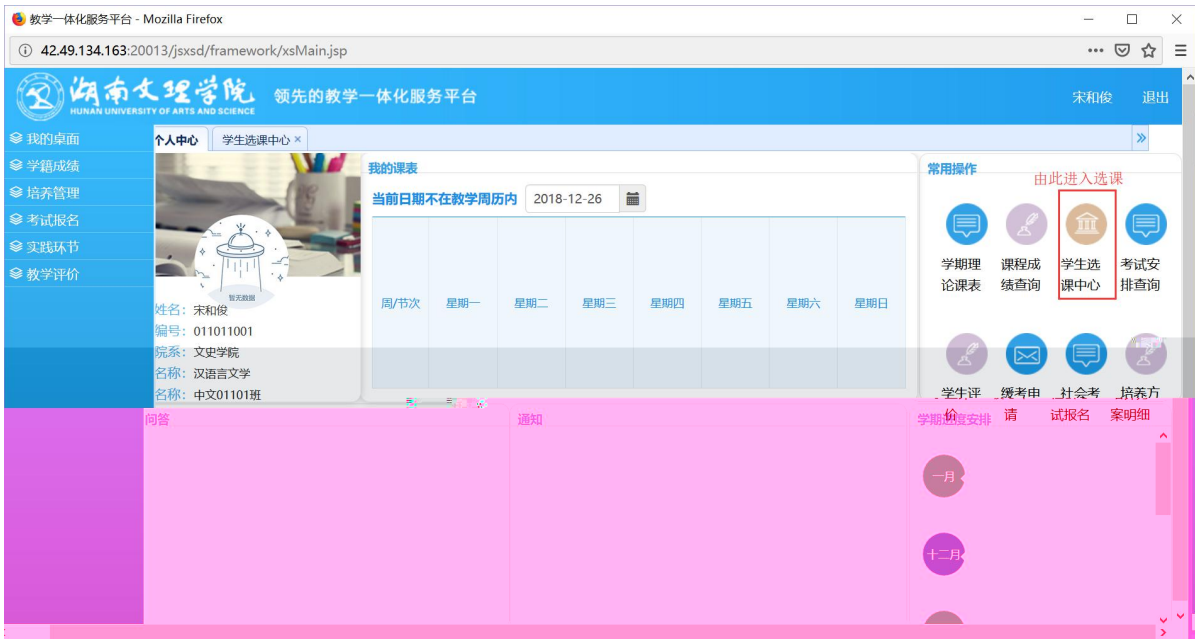 教学一体化服务平台 - Mozilla Firefox
42.49.134.163:20013/jsxsd/framework/xsMain.jsp
湖南文理学院
HUNAN UNIVERSITY OF ARTS AND SCIENCE
领先的教学一体化服务平台
宋和俊 退出
我的桌面
学籍成绩
培养管理
考试报名
实践环节
教学评价
个人中心 学生选课中心 ×
暂无数据
姓名：宋和俊
编号：011011001
院系：文史学院
名称：汉语言文学
名称：中文01101班
我的课表
当前日期不在教学周历内 2018-12-26
周/节次 星期一 星期二 星期三 星期四 星期五 星期六 星期日
常用操作
由此进入选课
学期理论课表
课程成绩查询
学生选课中心
考试安排查询
学生评价
缓考申请
社会考试报名
培养方案明细
问答
通知
学期进度安排
一月
十二月